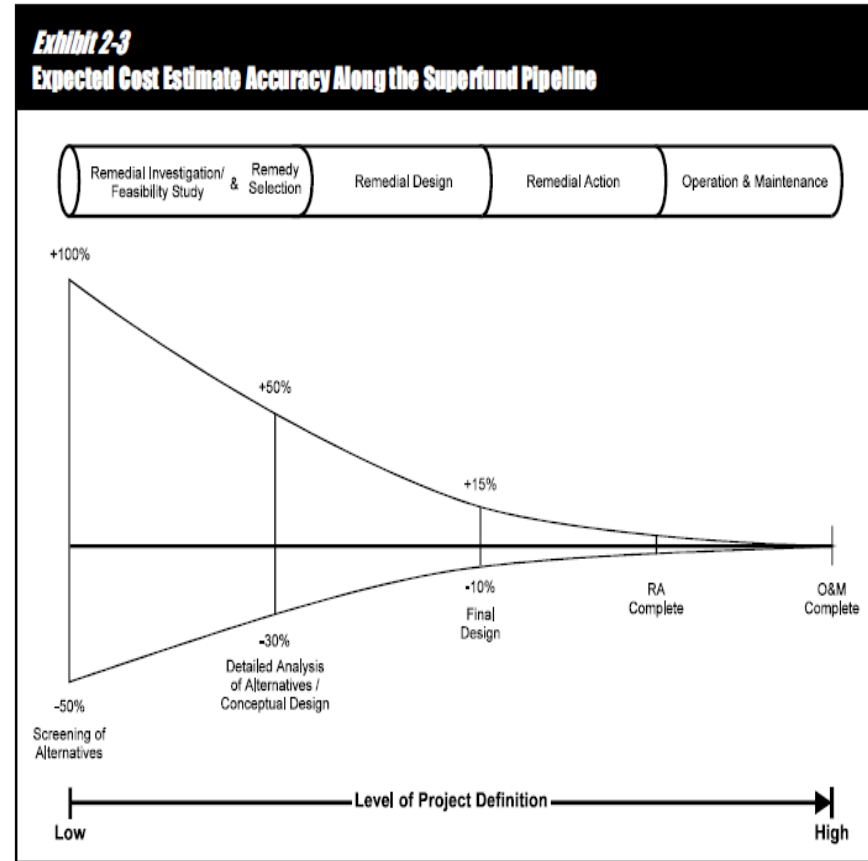 Exhibit 2-3
Expected Cost Estimate Accuracy Along the Superfund Pipeline
Remedial Investigation/
Feasibility Study
&
Remedy
Selection
Remedial Design
Remedial Action
Operation & Maintenance
+100%
+50%
+15%
-10%
Final
Design
RA
Complete
O&M
Complete
-30%
Detailed Analysis
of Alternatives /
Conceptual Design
-50%
Screening of
Alternatives
Level of Project Definition
Low
High